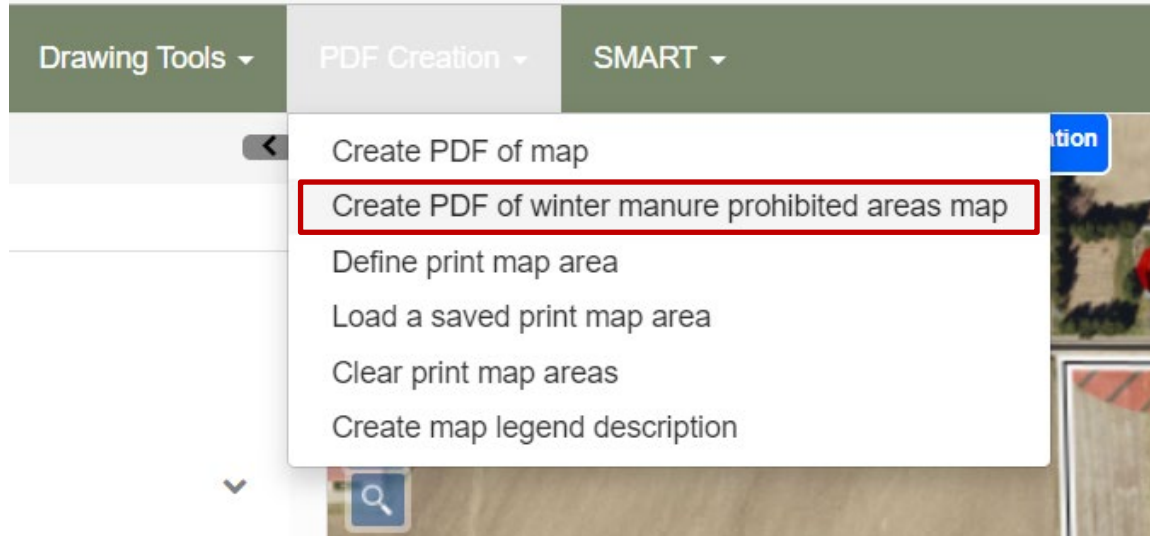 Drawing Tools PDF Creation SMART
Create PDF of map
Create PDF of winter manure prohibited areas map
Define print map area
Load a saved print map area
Clear print map areas
Create map legend description